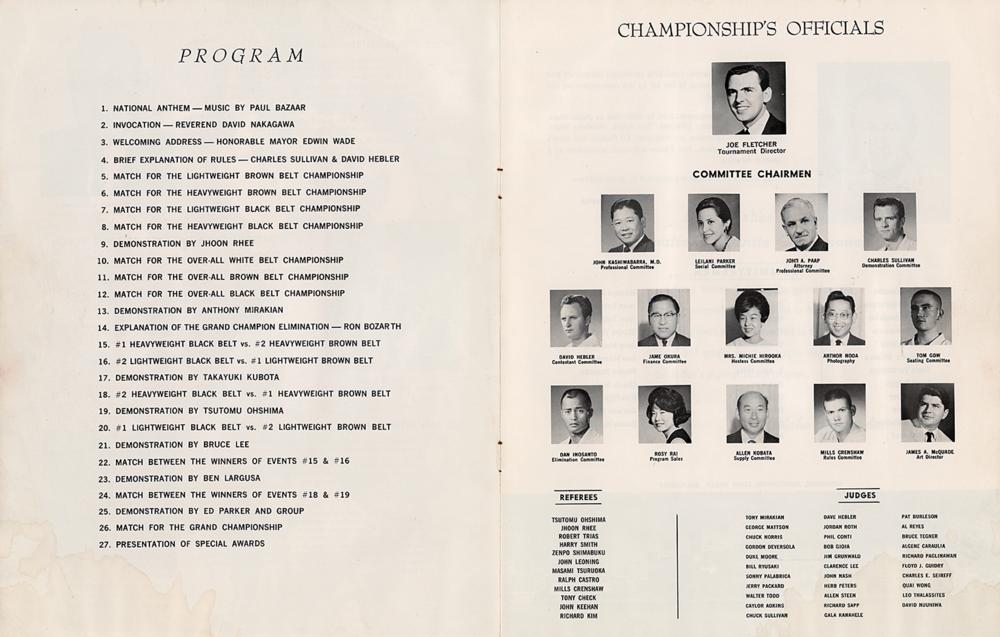 PROGRAM
1. NATIONAL ANTHEM — MUSIC BY PAUL BAZAAR
2. INVOCATION — REVEREND DAVID NAKAGAWA
3. WELCOMING ADDRESS — HONORABLE MAYOR EDWIN WADE
4. BRIEF EXPLANATION OF RULES — CHARLES SULLIVAN & DAVID HEBLER
5. MATCH FOR THE LIGHTWEIGHT BROWN BELT CHAMPIONSHIP
6. MATCH FOR THE HEAVYWEIGHT BROWN BELT CHAMPIONSHIP
7. MATCH FOR THE LIGHTWEIGHT BLACK BELT CHAMPIONSHIP
8. MATCH FOR THE HEAVYWEIGHT BLACK BELT CHAMPIONSHIP
9. DEMONSTRATION BY JHOON RHEE
10. MATCH FOR THE OVER-ALL WHITE BELT CHAMPIONSHIP
11. MATCH FOR THE OVER-ALL BROWN BELT CHAMPIONSHIP
12. MATCH FOR THE OVER-ALL BLACK BELT CHAMPIONSHIP
13. DEMONSTRATION BY ANTHONY MIRAKIAN
14. EXPLANATION OF THE GRAND CHAMPION ELIMINATION — RON BOZARTH
15. #1 HEAVYWEIGHT BLACK BELT vs. #2 HEAVYWEIGHT BROWN BELT
16. #2 LIGHTWEIGHT BLACK BELT vs. #1 LIGHTWEIGHT BROWN BELT
17. DEMONSTRATION BY TAKAYUKI KUBOTA
18. #2 HEAVYWEIGHT BLACK BELT vs. #1 HEAVYWEIGHT BROWN BELT
19. DEMONSTRATION BY TSUTOMU OHSHIMA
20. #1 LIGHTWEIGHT BLACK BELT vs. #2 LIGHTWEIGHT BROWN BELT
21. DEMONSTRATION BY BRUCE LEE
22. MATCH BETWEEN THE WINNERS OF EVENTS #15 & #16
23. DEMONSTRATION BY BEN LARGUSA
24. MATCH BETWEEN THE WINNERS OF EVENTS #18 & #19
25. DEMONSTRATION BY ED PARKER AND GROUP
26. MATCH FOR THE GRAND CHAMPIONSHIP
27. PRESENTATION OF SPECIAL AWARDS
CHAMPIONSHIP'S OFFICIALS
JOE FLETCHER
Tournament Director
COMMITTEE CHAIRMEN
JOHN KASHIWABARRA, M.D.
Professional Committee
LEILANI PARKER
Social Committee
JOHN A. PAAP
Attorney
Professional Committee
CHARLES SULLIVAN
Demonstration Committee
DAVID HEBLER
Contestant Committee
JAME OKURA
Finance Committee
MRS. MICHIE HIROOKA
Hostess Committee
ARTHOR NODA
Photography
TOM GOW
Seating Committee
DAN INOSANTO
Elimination Committee
ROSY RAI
Program Sales
ALLEN KOBATA
Supply Committee
MILLS CRENSHAW
Rules Committee
JAMES A. McQUADE
Art Director
REFEREES
TSUTOMU OHSHIMA
JHOON RHEE
ROBERT TRIAS
HARRY SMITH
ZENPO SHIMABUKU
JOHN LEONING
MASAMI TSURUOKA
RALPH CASTRO
MILLS CRENSHAW
TONY CHECK
JOHN KEEHAN
RICHARD KIM
JUDGES
TONY MIRAKIAN
GEORGE MATTSON
CHUCK NORRIS
GORDON DEVERSOLA
DUKE MOORE
BILL RYUSAKI
SONNY PALABRICA
JERRY PACKARD
WALTER TODD
CAYLOR ADKINS
CHUCK SULLIVAN
DAVE HEBLER
JORDAN ROTH
PHIL CONTI
BOB GIOIA
JIM GRUNWALD
CLARENCE LEE
JOHN NASH
HERB PETERS
ALLEN STEEN
RICHARD SAPP
GALA KANAHELE
PAT BURLESON
AL REYES
BRUCE TEGNER
ALGENE CARAULIA
RICHARD PAGLINAWAN
FLOYD J. GUIDRY
CHARLES E. SEIREFF
QUAI WONG
LEO THALASSITES
DAVID NUUHIWA